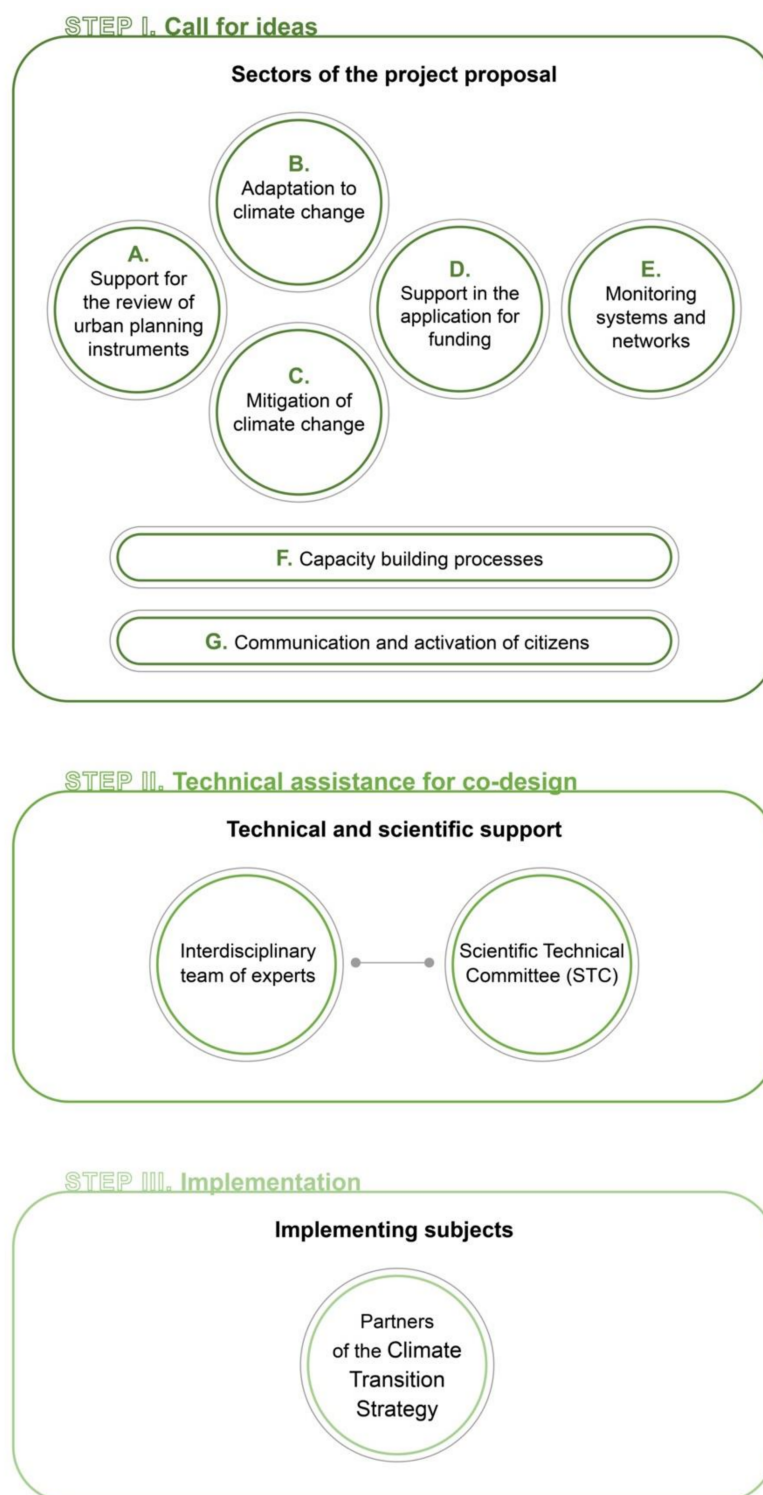 STEP I. Call for ideas
Sectors of the project proposal
A.
Support for
the review of
urban planning
instruments
B.
Adaptation to
climate change
C.
Mitigation of
climate change
D.
Support in the
application for
funding
E.
Monitoring
systems and
networks
F. Capacity building processes
G. Communication and activation of citizens
STEP II. Technical assistance for co-design
Technical and scientific support
Interdisciplinary
team of experts
Scientific Technical
Committee (STC)
STEP III. Implementation
Implementing subjects
Partners
of the Climate
Transition
Strategy